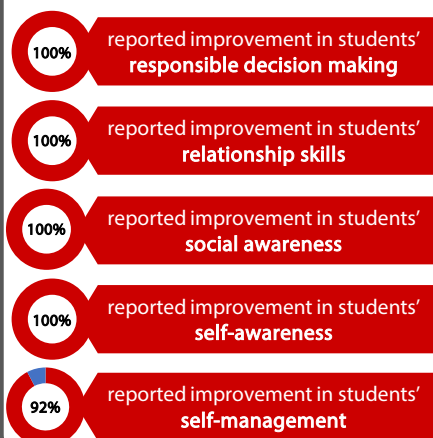 100%
reported improvement in students’
responsible decision making
100%
reported improvement in students’
relationship skills
100%
reported improvement in students’
social awareness
100%
reported improvement in students’
self-awareness
92%
reported improvement in students’
self-management